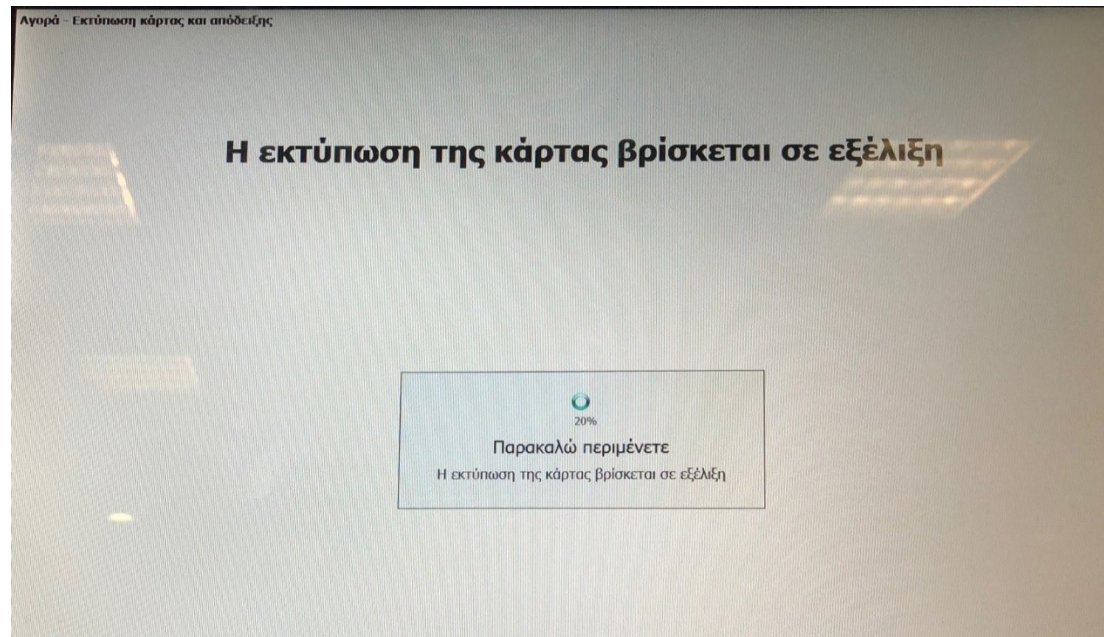 Αγορά - Εκτύπωση κάρτας και απόδειξης
Η εκτύπωση της κάρτας βρίσκεται σε εξέλιξη
20%
Παρακαλώ περιμένετε
Η εκτύπωση της κάρτας βρίσκεται σε εξέλιξη